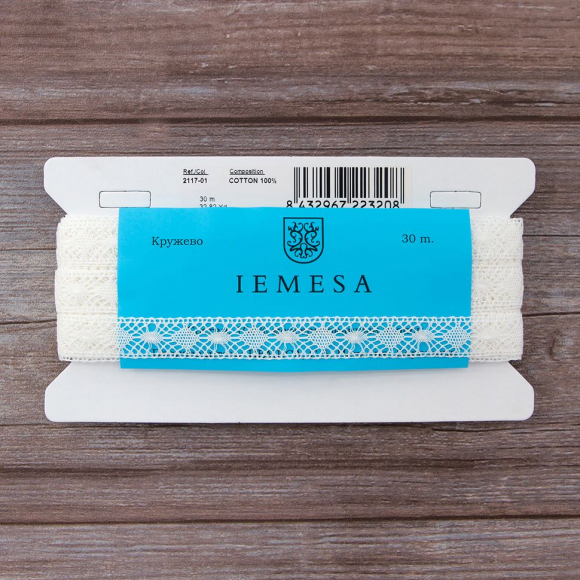 Ref./Col. Composition
2117-01 COTTON 100%
30 m
8 432967 223208
Кружево 30 m.
IEMESA